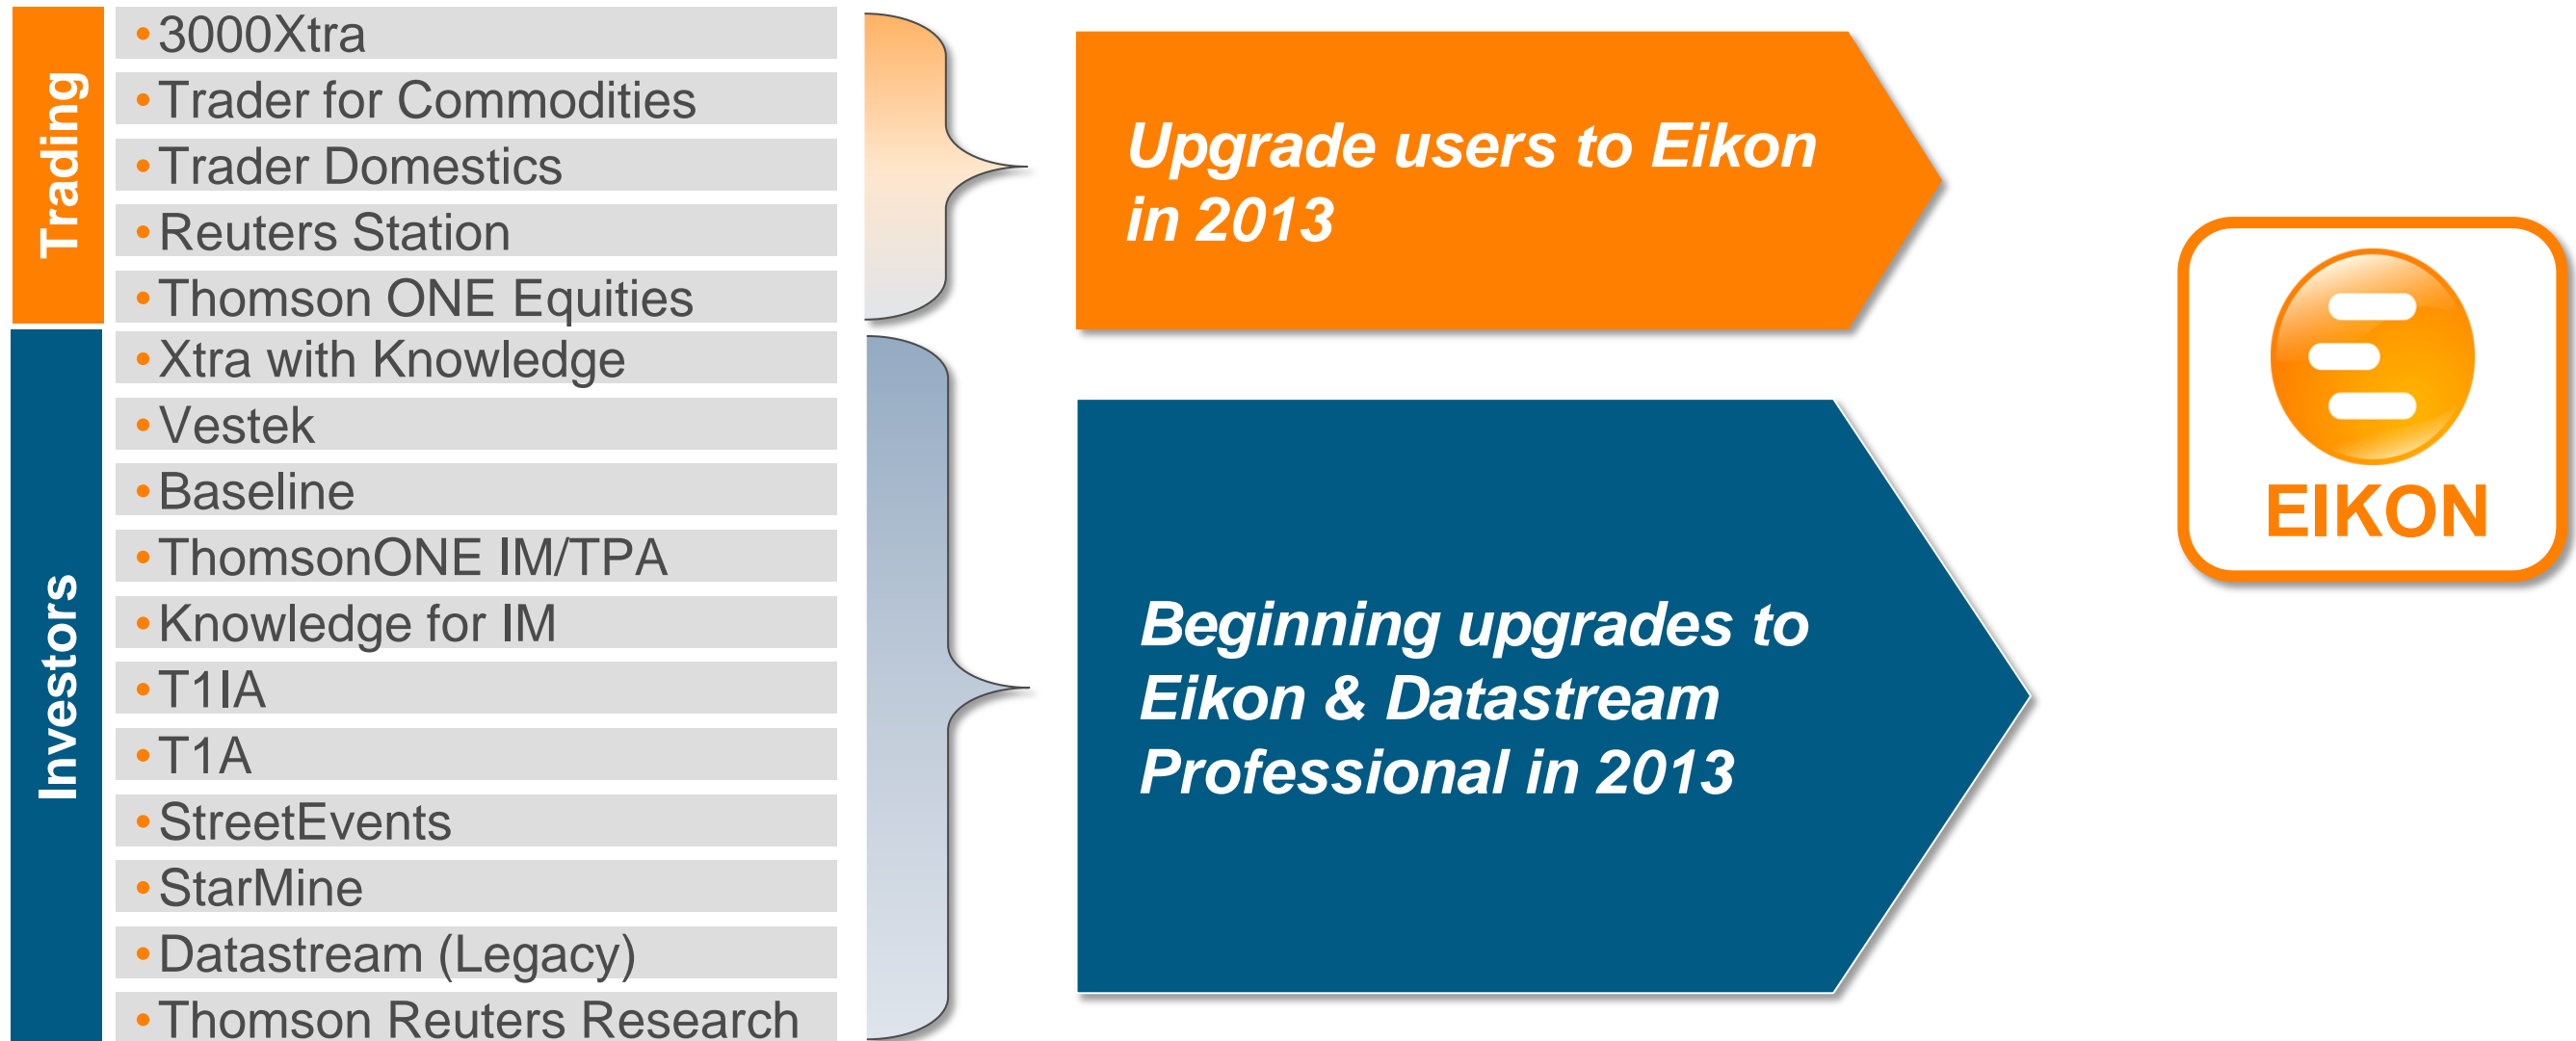 Trading
•3000Xtra
•Trader for Commodities
•Trader Domestics
•Reuters Station
•Thomson ONE Equities
Upgrade users to Eikon
in 2013
Investors
•Xtra with Knowledge
•Vestek
•Baseline
•ThomsonONE IM/TPA
•Knowledge for IM
•T1IA
•T1A
•StreetEvents
•StarMine
•Datastream (Legacy)
•Thomson Reuters Research
Beginning upgrades to
Eikon & Datastream
Professional in 2013
EIKON